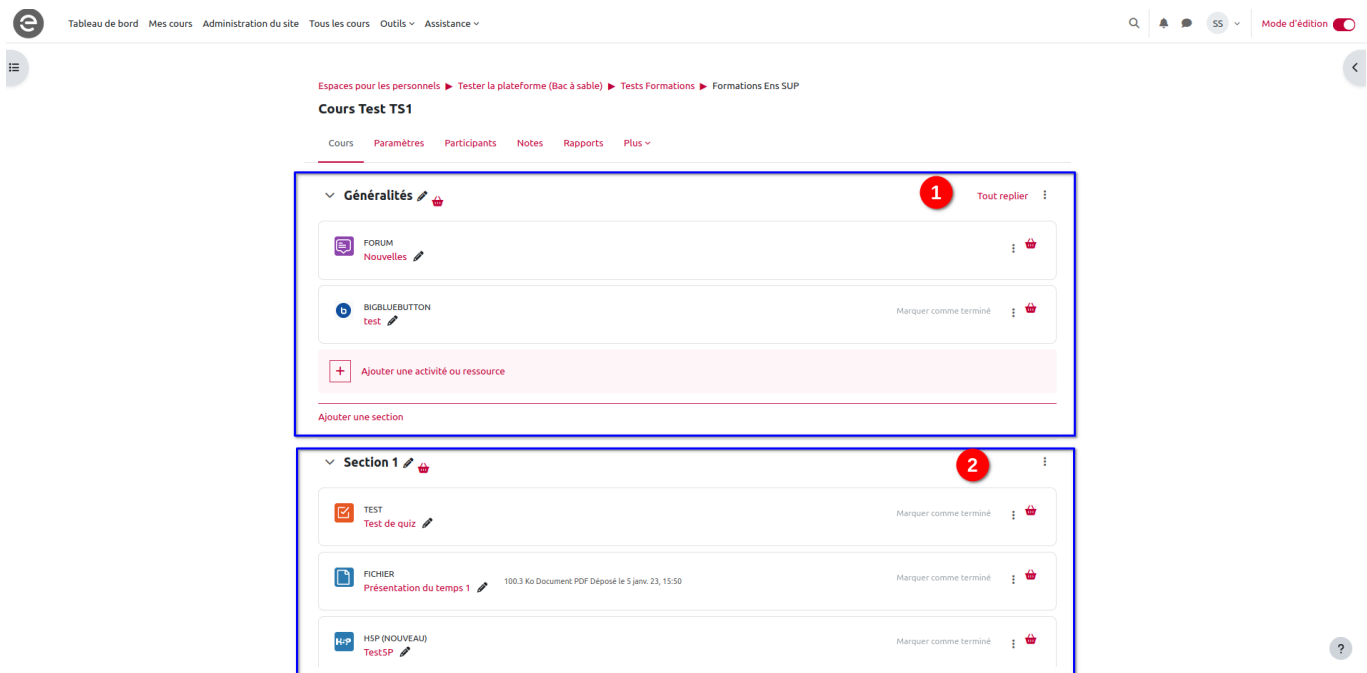 e Tableau de bord Mes cours Administration du site Tous les cours Outils Assistance SS Mode d'édition
Espaces pour les personnels ▶ Tester la plateforme (Bac à sable) ▶ Tests Formations ▶ Formations Ens SUP
Cours Test TS1
Cours Paramètres Participants Notes Rapports Plus
Généralités 1 Tout replier
FORUM
Nouvelles
b BIGBLUEBUTTON
test Marquer comme terminé
+ Ajouter une activité ou ressource
Ajouter une section
Section 1 2
TEST
Test de quiz Marquer comme terminé
FICHIER
Présentation du temps 1 100.3 Ko Document PDF Déposé le 5 janv. 23, 15:50 Marquer comme terminé
H5P (NOUVEAU)
H-P Test5P Marquer comme terminé
?